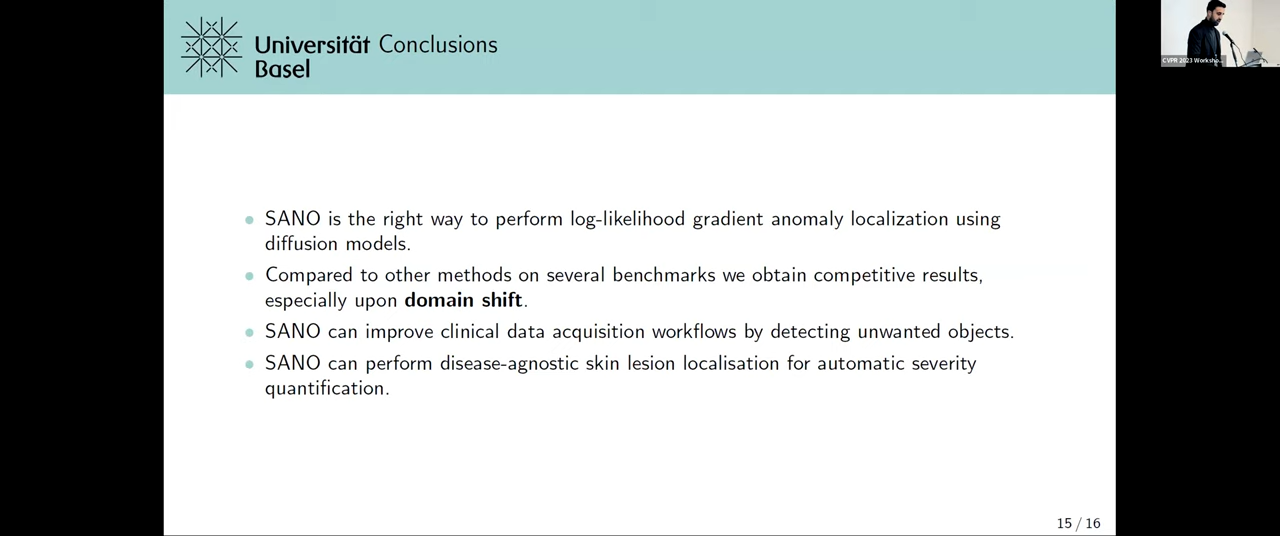 Universität Conclusions
Basel
CVPR 2023 Worksho...
SANO is the right way to perform log-likelihood gradient anomaly localization using
diffusion models.
Compared to other methods on several benchmarks we obtain competitive results,
especially upon domain shift.
SANO can improve clinical data acquisition workflows by detecting unwanted objects.
SANO can perform disease-agnostic skin lesion localisation for automatic severity
quantification.
15 / 16